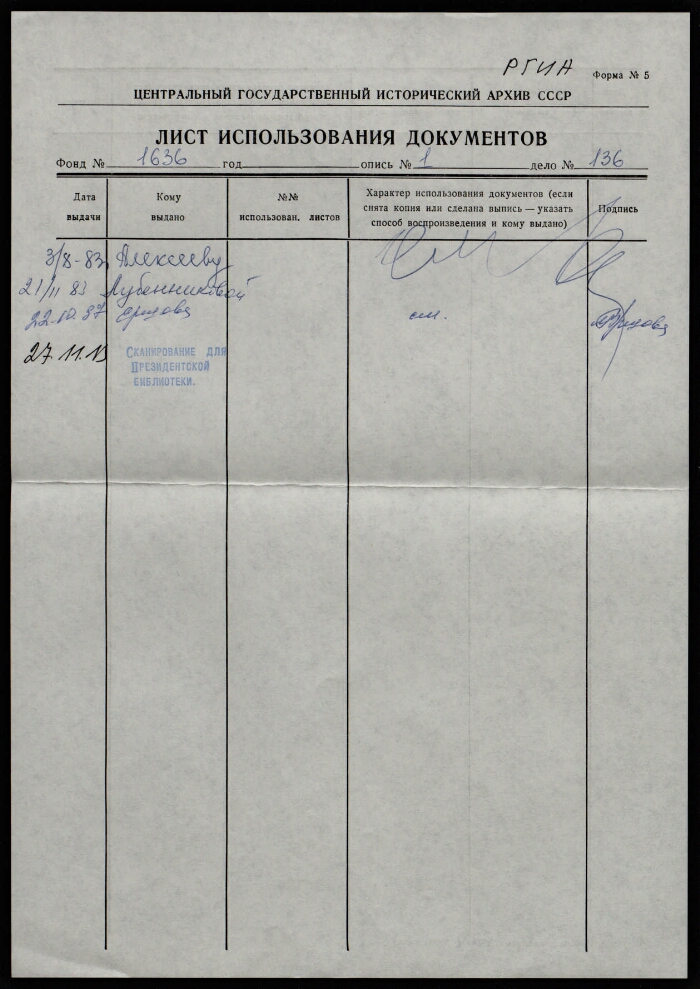 РГИА
Форма № 5
ЦЕНТРАЛЬНЫЙ ГОСУДАРСТВЕННЫЙ ИСТОРИЧЕСКИЙ АРХИВ СССР
ЛИСТ ИСПОЛЬЗОВАНИЯ ДОКУМЕНТОВ
Фонд № 1636 год опись № 1 дело № 136
Дата выдачи
Кому выдано
№№ использован. листов
Характер использования документов (если снята копия или сделана выпись — указать способ воспроизведения и кому выдано)
Подпись
3/8-83 Алексееву
21/11 83 Лубенниковой
22.10.87 см.
27.11.13 СКАНИРОВАНИЕ ДЛЯ
ПРЕЗИДЕНТСКОЙ
БИБЛИОТЕКИ.